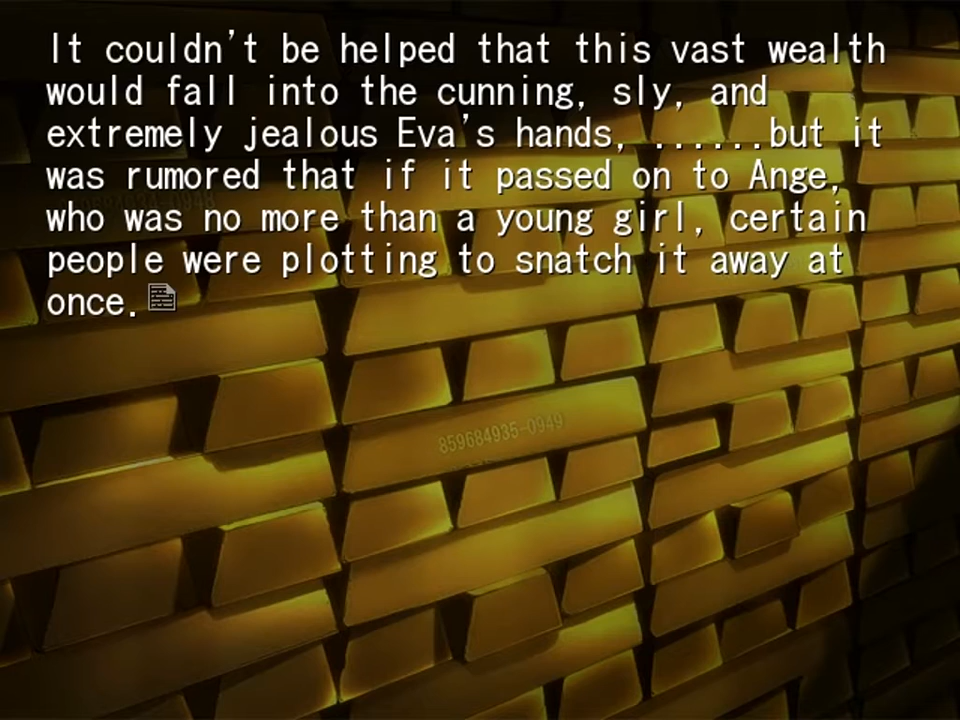 It couldn't be helped that this vast wealth
would fall into the cunning, sly, and
extremely jealous Eva's hands, ......but it
was rumored that if it passed on to Ange,
who was no more than a young girl, certain
people were plotting to snatch it away at
once.
859684935-0949